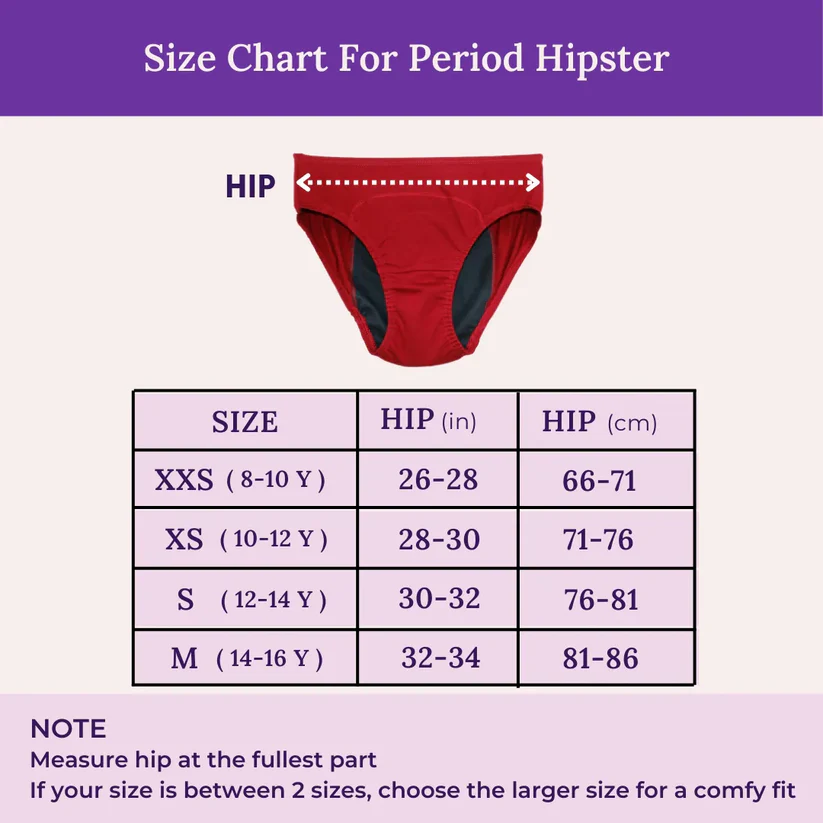 Size Chart For Period Hipster
HIP
SIZE HIP (in) HIP (cm)
XXS ( 8-10 Y ) 26-28 66-71
XS ( 10-12 Y ) 28-30 71-76
S ( 12-14 Y ) 30-32 76-81
M ( 14-16 Y ) 32-34 81-86
NOTE
Measure hip at the fullest part
If your size is between 2 sizes, choose the larger size for a comfy fit